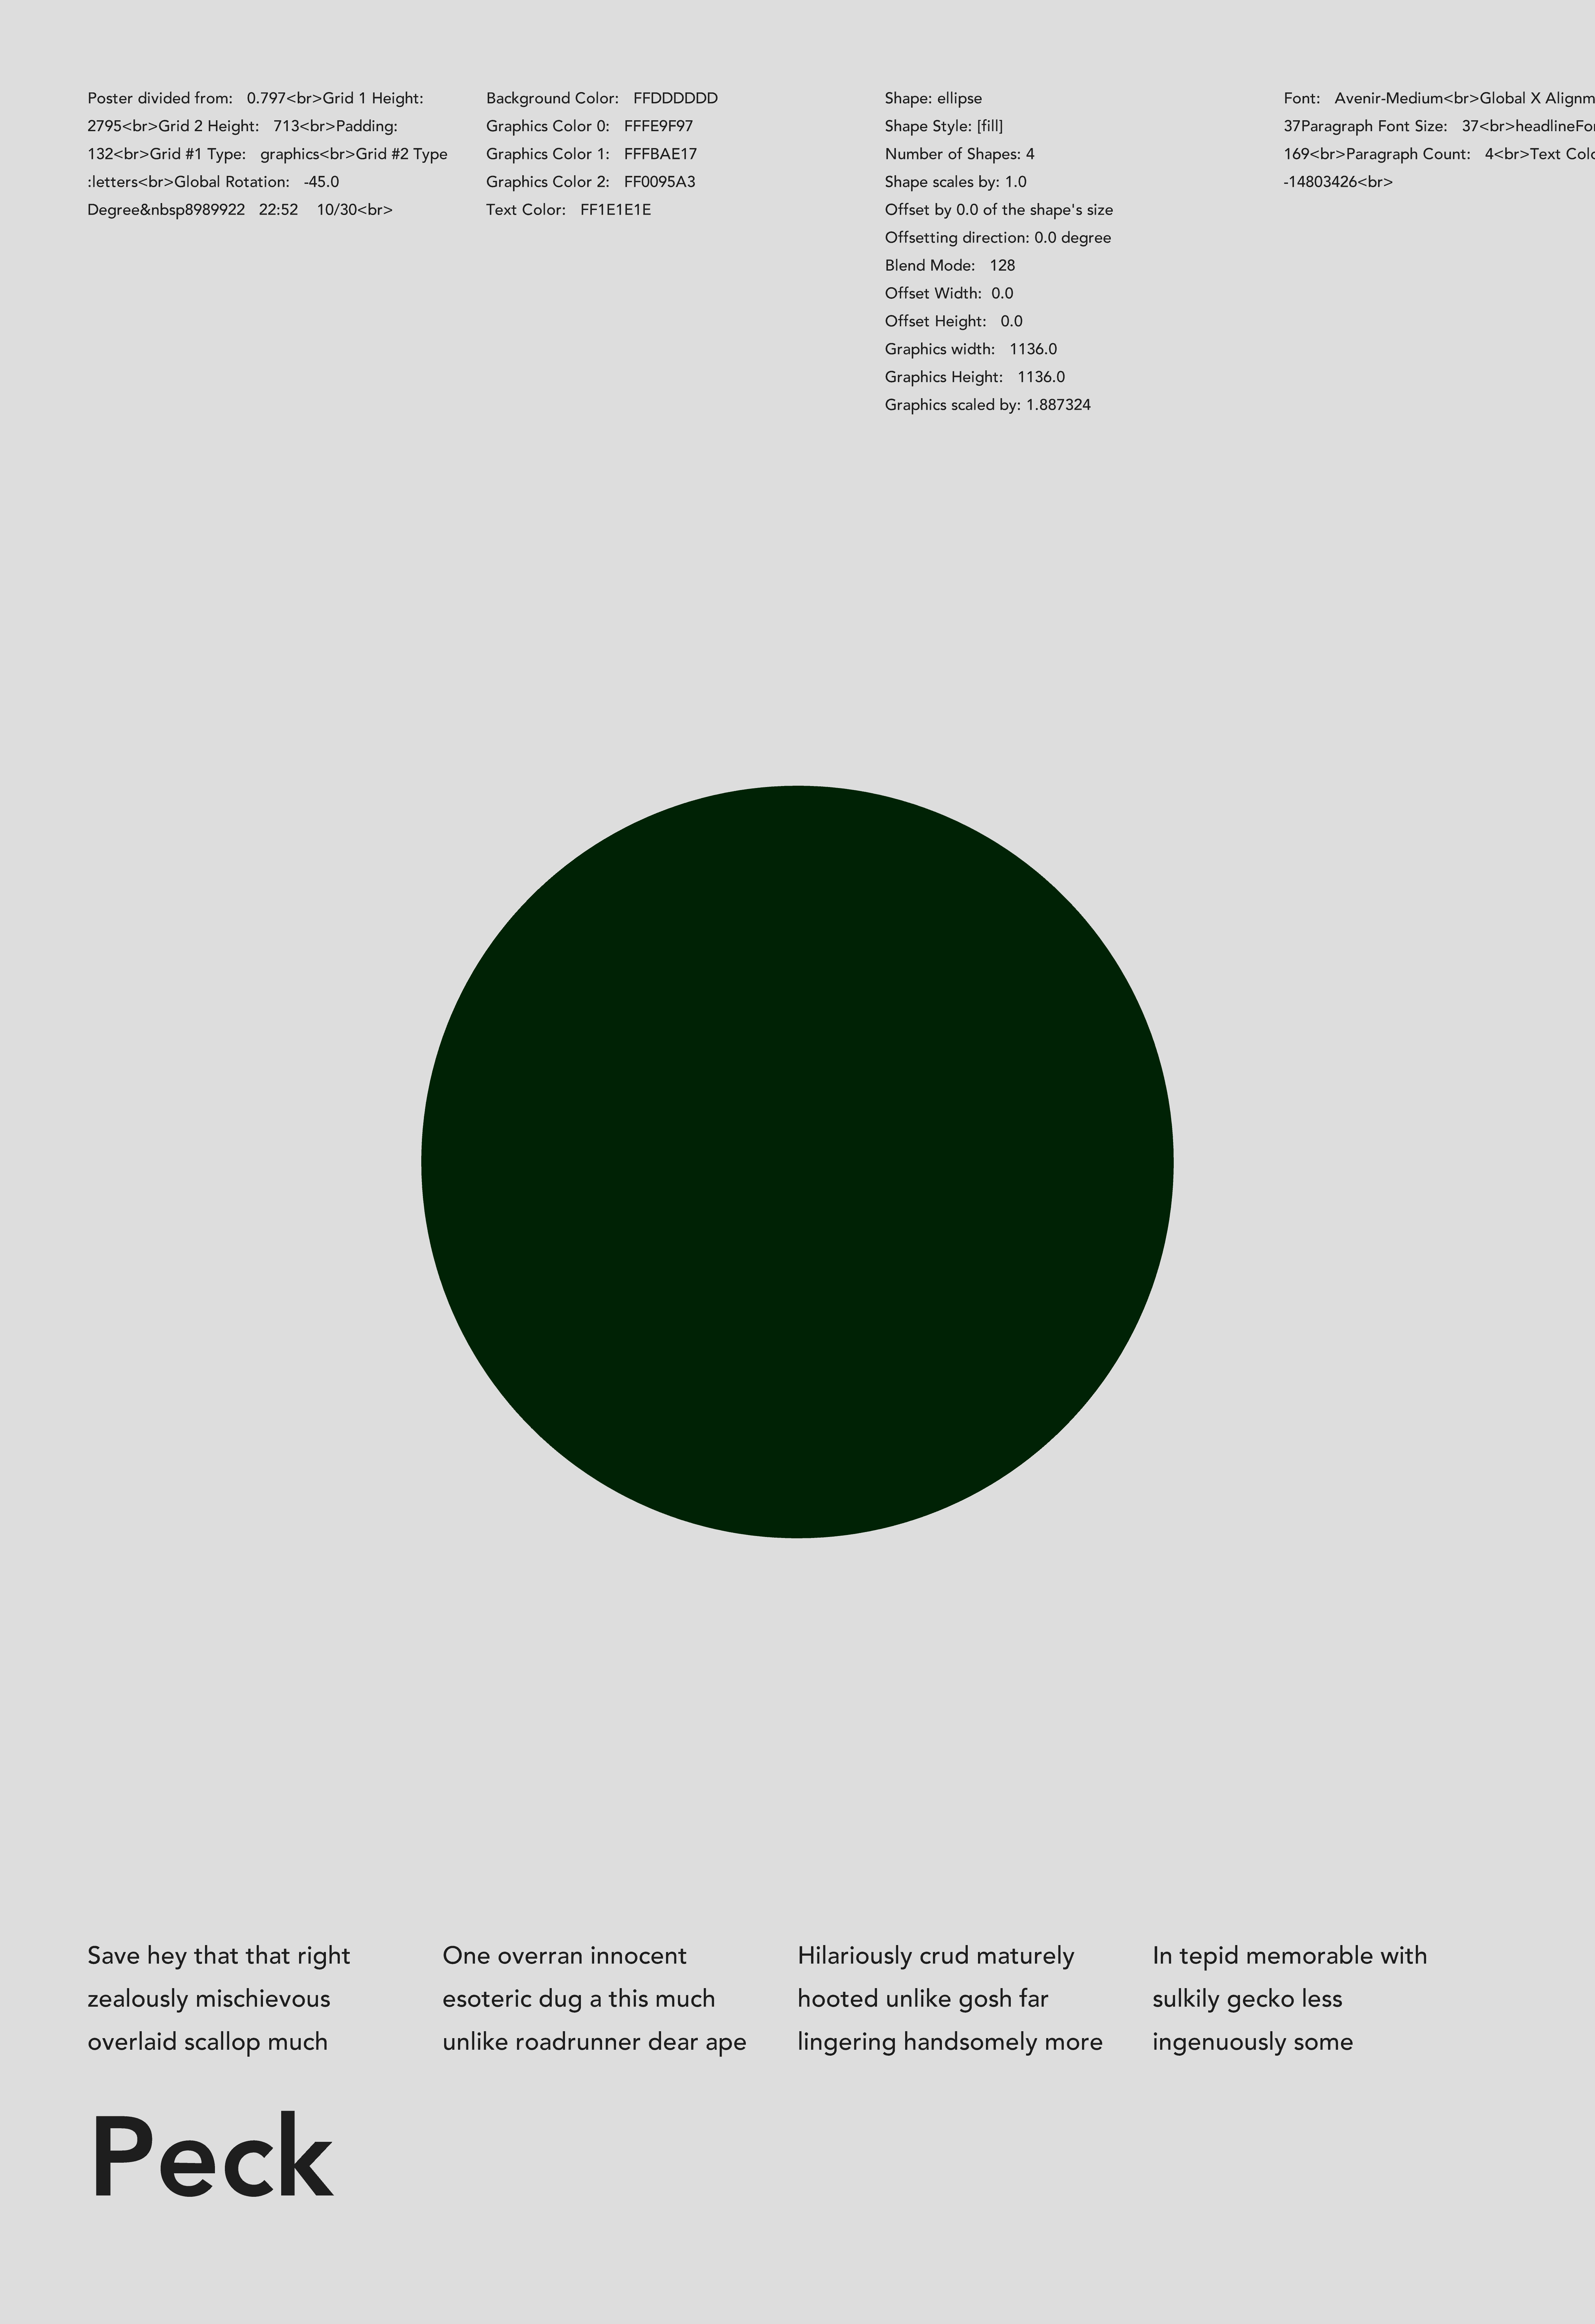 Poster divided from:   0.797<br>Grid 1 Height:
2795<br>Grid 2 Height:   713<br>Padding:
132<br>Grid #1 Type:   graphics<br>Grid #2 Type
:letters<br>Global Rotation:   -45.0
Degree&nbsp8989922   22:52    10/30<br>
Background Color:   FFDDDDDD
Graphics Color 0:   FFFE9F97
Graphics Color 1:   FFFBAE17
Graphics Color 2:   FF0095A3
Text Color:   FF1E1E1E
Shape: ellipse
Shape Style: [fill]
Number of Shapes: 4
Shape scales by: 1.0
Offset by 0.0 of the shape's size
Offsetting direction: 0.0 degree
Blend Mode:   128
Offset Width:  0.0
Offset Height:   0.0
Graphics width:   1136.0
Graphics Height:   1136.0
Graphics scaled by: 1.887324
Font:   Avenir-Medium<br>Global X Alignm
37Paragraph Font Size:   37<br>headlineFo
169<br>Paragraph Count:   4<br>Text Colo
-14803426<br>
Save hey that that right
zealously mischievous
overlaid scallop much
One overran innocent
esoteric dug a this much
unlike roadrunner dear ape
Hilariously crud maturely
hooted unlike gosh far
lingering handsomely more
In tepid memorable with
sulkily gecko less
ingenuously some
Peck